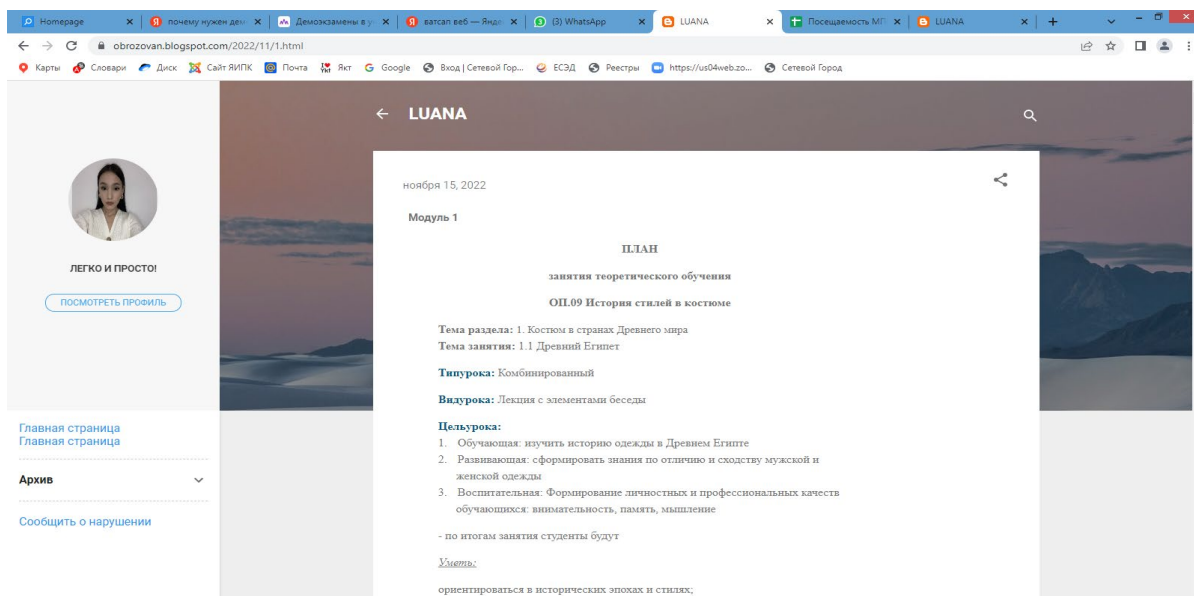 Homepage
почему нужен дем
Демоэкзамены в у
ватсап веб — Янде
(3) WhatsApp
LUANA
Посещаемость МП
LUANA
obrozovan.blogspot.com/2022/11/1.html
Карты Словари Диск Сайт ЯИПК Почта Якт Google Вход | Сетевой Гор... ЕСЭД Реестры https://us04web.zo... Сетевой Город
LUANA
ЛЕГКО И ПРОСТО!
ПОСМОТРЕТЬ ПРОФИЛЬ
Главная страница
Главная страница
Архив
Сообщить о нарушении
ноября 15, 2022
Модуль 1
ПЛАН
занятия теоретического обучения
ОП.09 История стилей в костюме
Тема раздела: 1. Костюм в странах Древнего мира
Тема занятия: 1.1 Древний Египет
Типурока: Комбинированный
Видурока: Лекция с элементами беседы
Цельурока:
1. Обучающая: изучить историю одежды в Древнем Египте
2. Развивающая: сформировать знания по отличию и сходству мужской и
женской одежды
3. Воспитательная: Формирование личностных и профессиональных качеств
обучающихся: внимательность, память, мышление
- по итогам занятия студенты будут
Уметь:
ориентироваться в исторических эпохах и стилях;